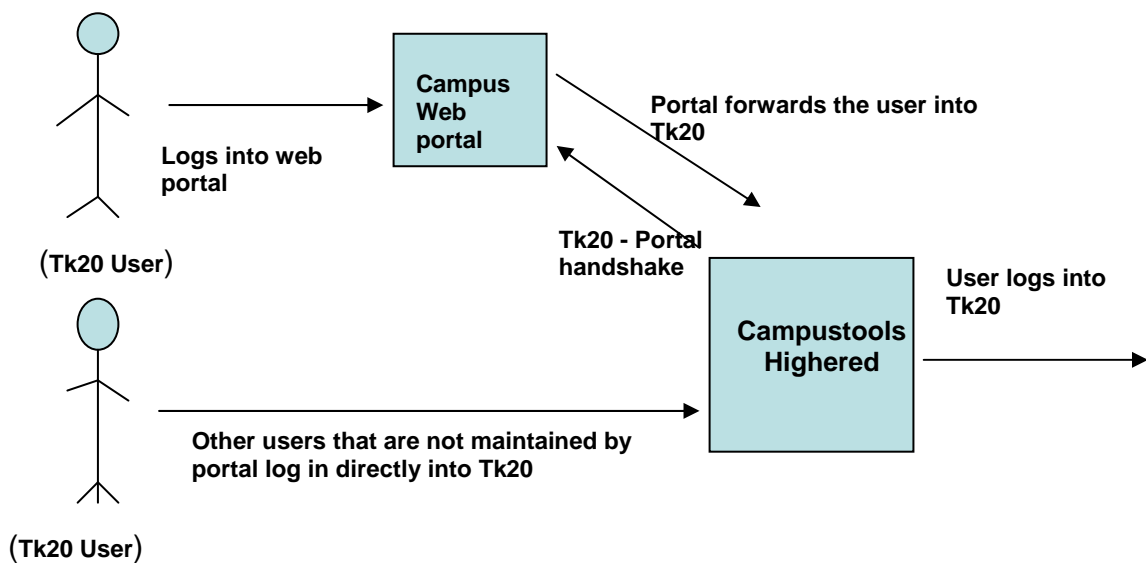 Campus
Web
portal
Portal forwards the user into
Tk20
Logs into web
portal
Tk20 - Portal
handshake
(Tk20 User)
User logs into
Tk20
Campustools
Highered
Other users that are not maintained by
portal log in directly into Tk20
(Tk20 User)